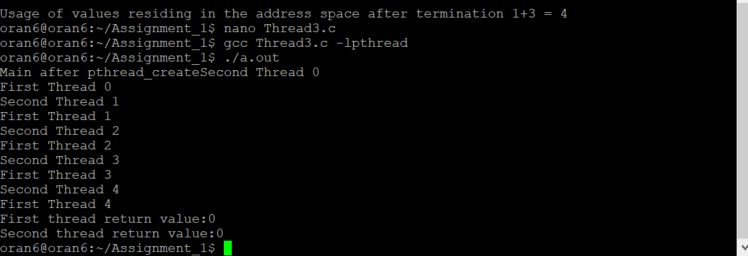 Usage of values residing in the address space after termination 1+3 = 4
oran6@oran6:~/Assignment_1$ nano Thread3.c
oran6@oran6:~/Assignment_1$ gcc Thread3.c -lpthread
oran6@oran6:~/Assignment_1$ ./a.out
Main after pthread_createSecond Thread 0
First Thread 0
Second Thread 1
First Thread 1
Second Thread 2
First Thread 2
Second Thread 3
First Thread 3
Second Thread 4
First Thread 4
First thread return value:0
Second thread return value:0
oran6@oran6:~/Assignment_1$